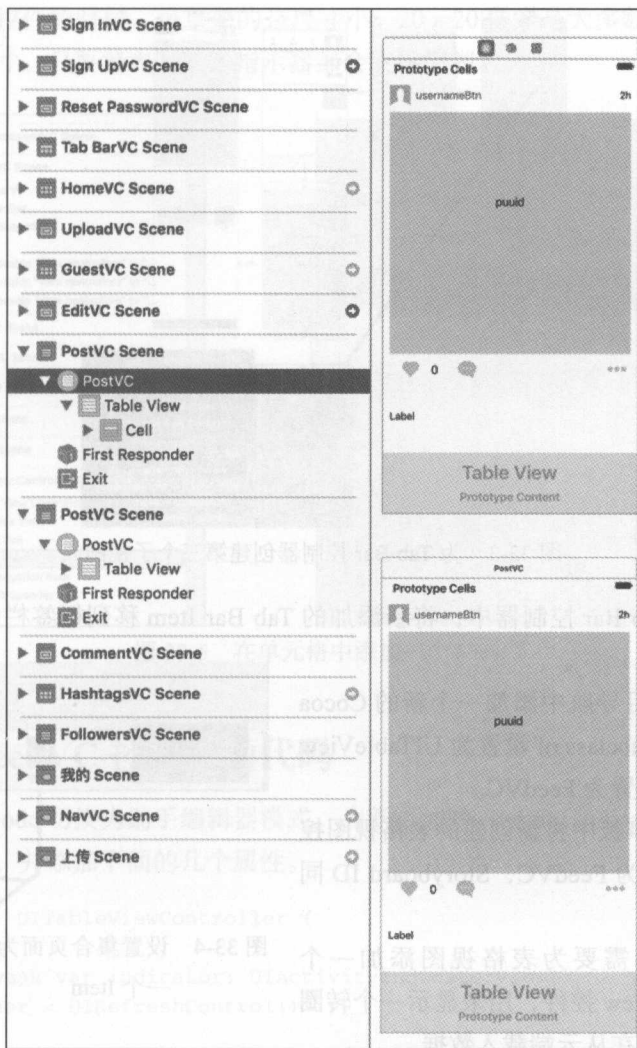 Sign InVC Scene
Sign UpVC Scene
Reset PasswordVC Scene
Tab BarVC Scene
HomeVC Scene
UploadVC Scene
GuestVC Scene
EditVC Scene
PostVC Scene
PostVC
Table View
Cell
First Responder
Exit
PostVC Scene
PostVC
Table View
First Responder
Exit
CommentVC Scene
HashtagsVC Scene
FollowersVC Scene
我的 Scene
NavVC Scene
上传 Scene
Prototype Cells
usernameBtn 2h
puuid
0
Label
Table View
Prototype Content
PostVC
Prototype Cells
usernameBtn 2h
puuid
0
Label
Table View
Prototype Content